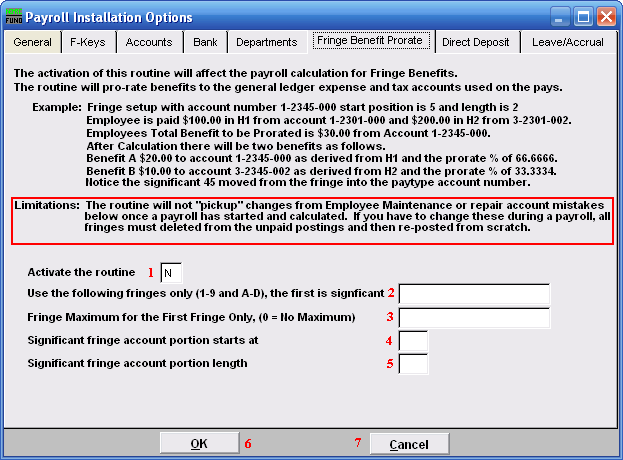 FUND Payroll Installation Options
General F-Keys Accounts Bank Departments Fringe Benefit Prorate Direct Deposit Leave/Accrual
The activation of this routine will affect the payroll calculation for Fringe Benefits.
The routine will pro-rate benefits to the general ledger expense and tax accounts used on the pays.
Example: Fringe setup with account number 1-2345-000 start position is 5 and length is 2
Employee is paid $100.00 in H1 from account 1-2301-000 and $200.00 in H2 from 3-2301-002.
Employees Total Benefit to be Prorated is $30.00 from Account 1-2345-000.
After Calculation there will be two benefits as follows.
Benefit A $20.00 to account 1-2345-000 as derived from H1 and the prorate % of 66.6666.
Benefit B $10.00 to account 3-2345-002 as derived from H2 and the prorate % of 33.3334.
Notice the significant 45 moved from the fringe into the paytype account number.
Limitations: The routine will not "pickup" changes from Employee Maintenance or repair account mistakes
below once a payroll has started and calculated. If you have to change these during a payroll, all
fringes must deleted from the unpaid postings and then re-posted from scratch.
Activate the routine 1 N
Use the following fringes only (1-9 and A-D), the first is signficant 2
Fringe Maximum for the First Fringe Only, (0 = No Maximum) 3
Significant fringe account portion starts at 4
Significant fringe account portion length 5
OK 6 7 Cancel